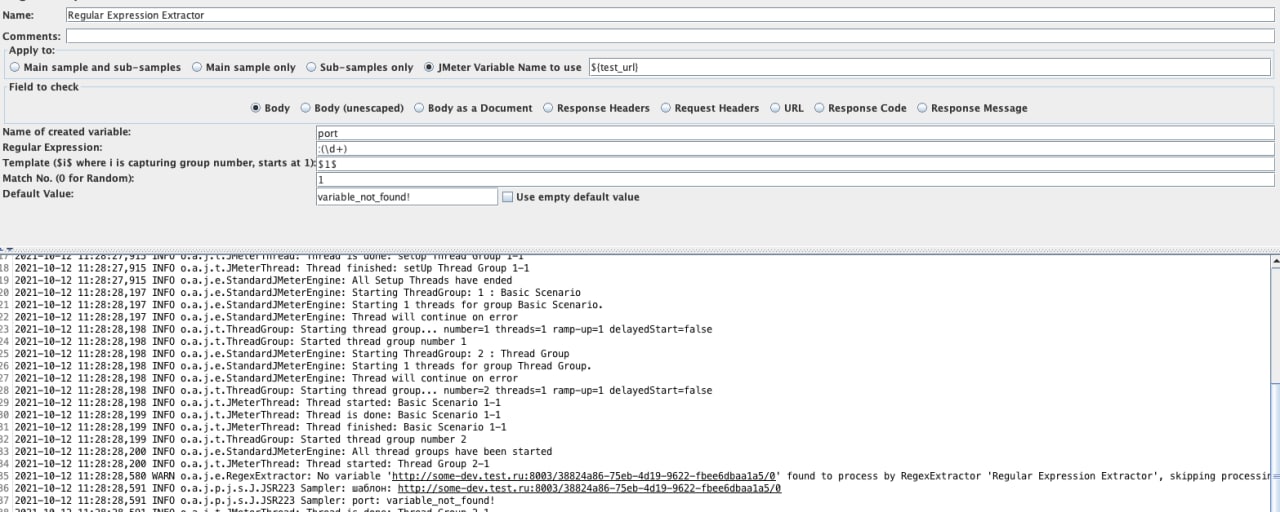 Name: Regular Expression Extractor
Comments:
Apply to:
Main sample and sub-samples Main sample only Sub-samples only JMeter Variable Name to use ${test_url}
Field to check
Body Body (unescaped) Body as a Document Response Headers Request Headers URL Response Code Response Message
Name of created variable: port
Regular Expression: :(\d+)
Template ($i$ where i is capturing group number, starts at 1): $1$
Match No. (0 for Random): 1
Default Value: variable_not_found! Use empty default value
17 2021-10-12 11:28:27,915 INFO o.a.j.t.JMeterThread: Thread is done: setUp Thread Group 1-1
18 2021-10-12 11:28:27,915 INFO o.a.j.t.JMeterThread: Thread finished: setUp Thread Group 1-1
19 2021-10-12 11:28:27,915 INFO o.a.j.e.StandardJMeterEngine: All Setup Threads have ended
20 2021-10-12 11:28:28,197 INFO o.a.j.e.StandardJMeterEngine: Starting ThreadGroup: 1 : Basic Scenario
21 2021-10-12 11:28:28,197 INFO o.a.j.e.StandardJMeterEngine: Starting 1 threads for group Basic Scenario.
22 2021-10-12 11:28:28,197 INFO o.a.j.e.StandardJMeterEngine: Thread will continue on error
23 2021-10-12 11:28:28,198 INFO o.a.j.t.ThreadGroup: Starting thread group... number=1 threads=1 ramp-up=1 delayedStart=false
24 2021-10-12 11:28:28,198 INFO o.a.j.t.ThreadGroup: Started thread group number 1
25 2021-10-12 11:28:28,198 INFO o.a.j.e.StandardJMeterEngine: Starting ThreadGroup: 2 : Thread Group
26 2021-10-12 11:28:28,198 INFO o.a.j.e.StandardJMeterEngine: Starting 1 threads for group Thread Group.
27 2021-10-12 11:28:28,198 INFO o.a.j.e.StandardJMeterEngine: Thread will continue on error
28 2021-10-12 11:28:28,198 INFO o.a.j.t.ThreadGroup: Starting thread group... number=2 threads=1 ramp-up=1 delayedStart=false
29 2021-10-12 11:28:28,198 INFO o.a.j.t.JMeterThread: Thread started: Basic Scenario 1-1
30 2021-10-12 11:28:28,199 INFO o.a.j.t.JMeterThread: Thread is done: Basic Scenario 1-1
31 2021-10-12 11:28:28,199 INFO o.a.j.t.JMeterThread: Thread finished: Basic Scenario 1-1
32 2021-10-12 11:28:28,199 INFO o.a.j.t.ThreadGroup: Started thread group number 2
33 2021-10-12 11:28:28,200 INFO o.a.j.e.StandardJMeterEngine: All thread groups have been started
34 2021-10-12 11:28:28,200 INFO o.a.j.t.JMeterThread: Thread started: Thread Group 2-1
35 2021-10-12 11:28:28,580 WARN o.a.j.e.RegexExtractor: No variable 'http://some-dev.test.ru:8003/38824a86-75eb-4d19-9622-fbee6dbaa1a5/0' found to process by RegexExtractor 'Regular Expression Extractor', skipping processin
36 2021-10-12 11:28:28,591 INFO o.a.j.p.j.s.J.JSR223 Sampler: шаблон: http://some-dev.test.ru:8003/38824a86-75eb-4d19-9622-fbee6dbaa1a5/0
37 2021-10-12 11:28:28,591 INFO o.a.j.p.j.s.J.JSR223 Sampler: port: variable_not_found!
38 2021-10-12 11:28:28,591 INFO o.a.j.t.JMeterThread: Thread is done: Thread Group 2-1